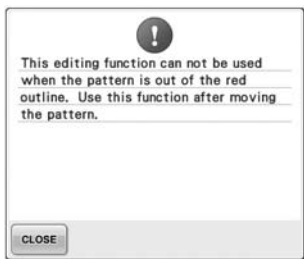 This editing function can not be used
when the pattern is out of the red
outline. Use this function after moving
the pattern.
CLOSE